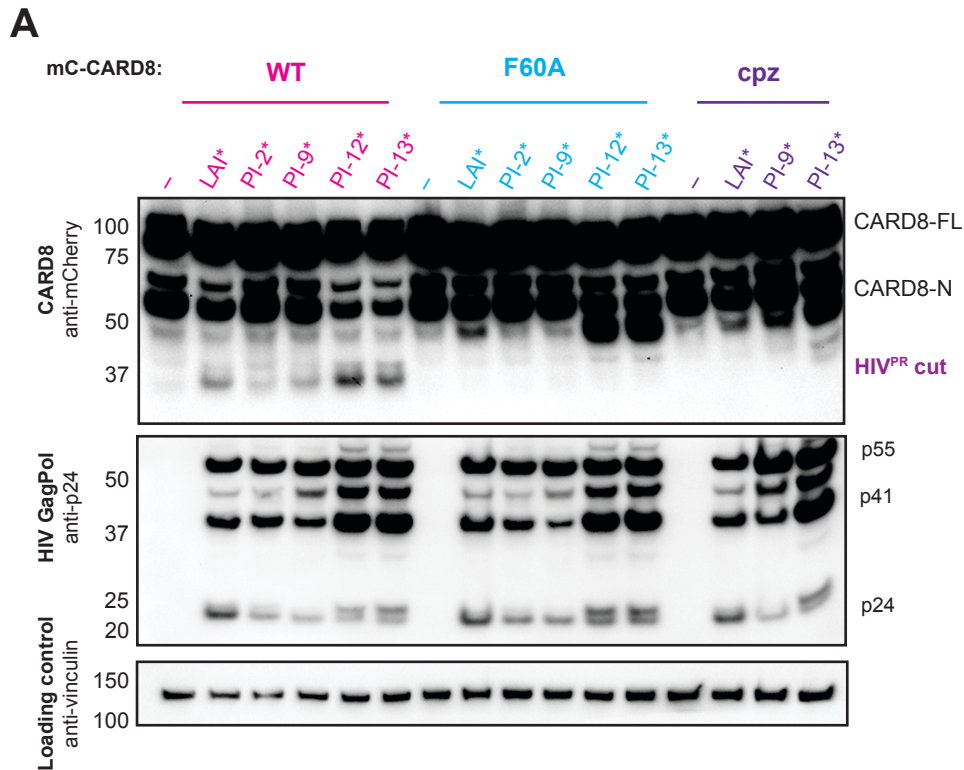 A
mC-CARD8: WT F60A cpz
– LAI* PI-2* PI-9* PI-12* PI-13* – LAI* PI-2* PI-9* PI-12* PI-13* – LAI* PI-9* PI-13*
CARD8
anti-mCherry
100
75
50
37
CARD8-FL
CARD8-N
HIVᴾᴿ cut
HIV GagPol
anti-p24
50
37
25
20
p55
p41
p24
Loading control
anti-vinculin
150
100